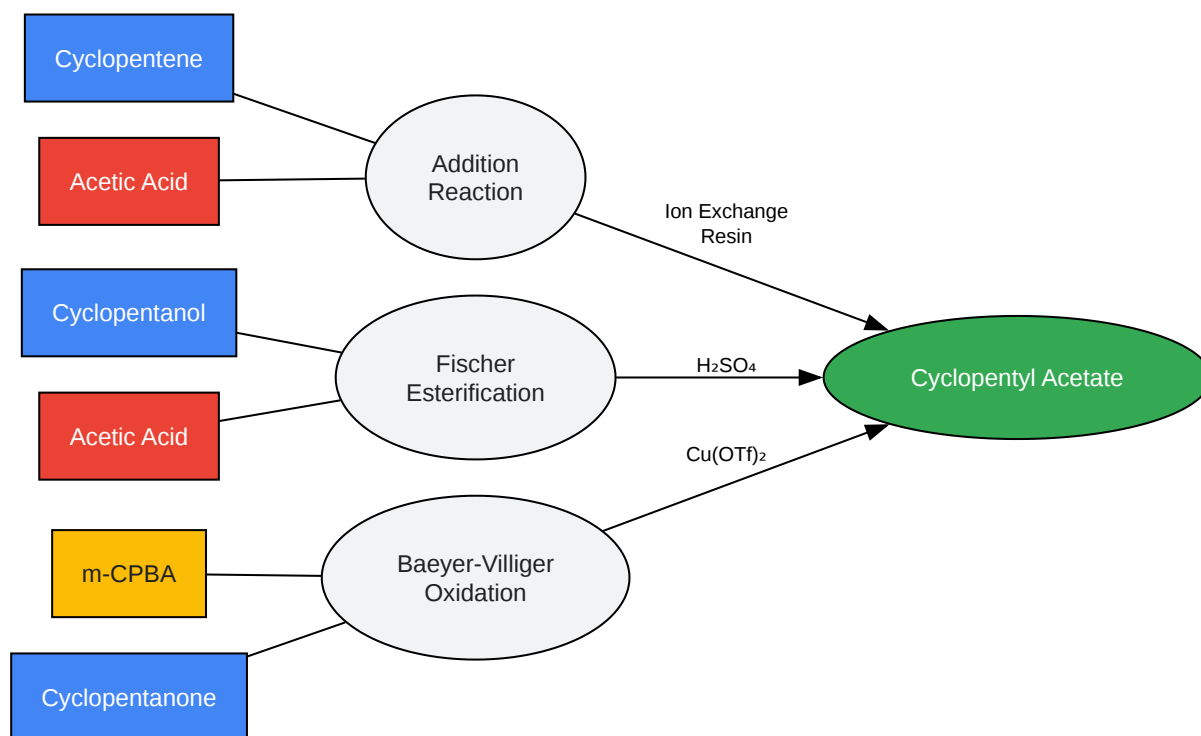 Cyclopentene
Acetic Acid
Addition
Reaction
Ion Exchange
Resin
Cyclopentanol
Acetic Acid
Fischer
Esterification
H₂SO₄
Cyclopentyl Acetate
m-CPBA
Cyclopentanone
Baeyer-Villiger
Oxidation
Cu(OTf)₂